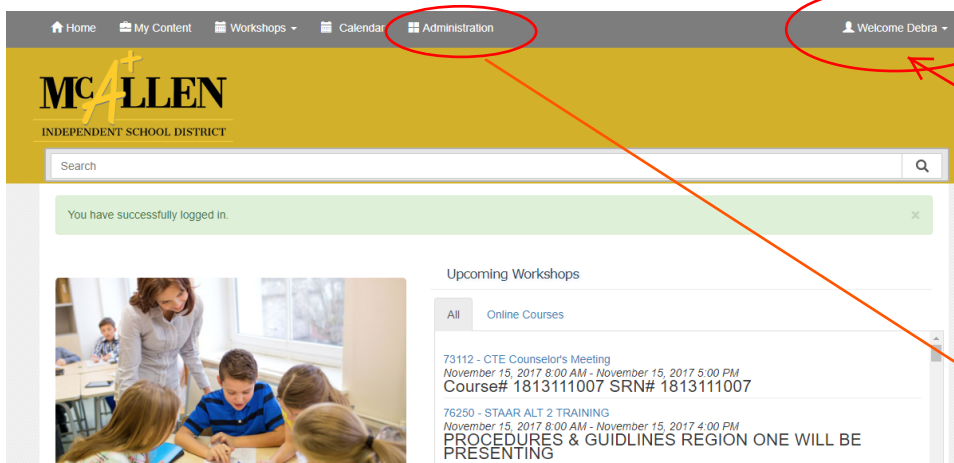 Home My Content Workshops Calendar Administration Welcome Debra
MCA+LLEN
INDEPENDENT SCHOOL DISTRICT
Search
You have successfully logged in. ×
Upcoming Workshops
All Online Courses
73112 - CTE Counselor's Meeting
November 15, 2017 8:00 AM - November 15, 2017 5:00 PM
Course# 1813111007 SRN# 1813111007
76250 - STAAR ALT 2 TRAINING
November 15, 2017 8:00 AM - November 15, 2017 4:00 PM
PROCEDURES & GUIDLINES REGION ONE WILL BE
PRESENTING